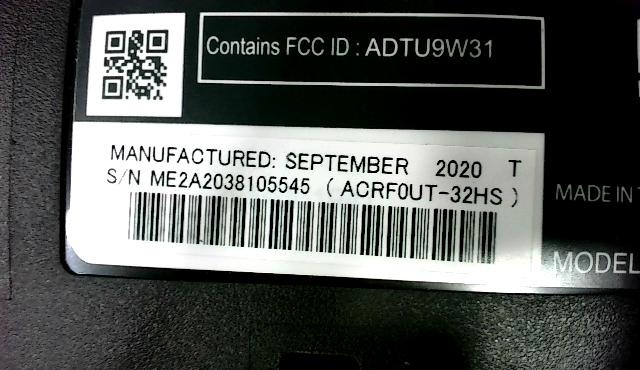 Contains FCC ID : ADTU9W31
MANUFACTURED: SEPTEMBER 2020 T
S/N ME2A2038105545 ( ACRF0UT-32HS )
MADE IN
MODEL